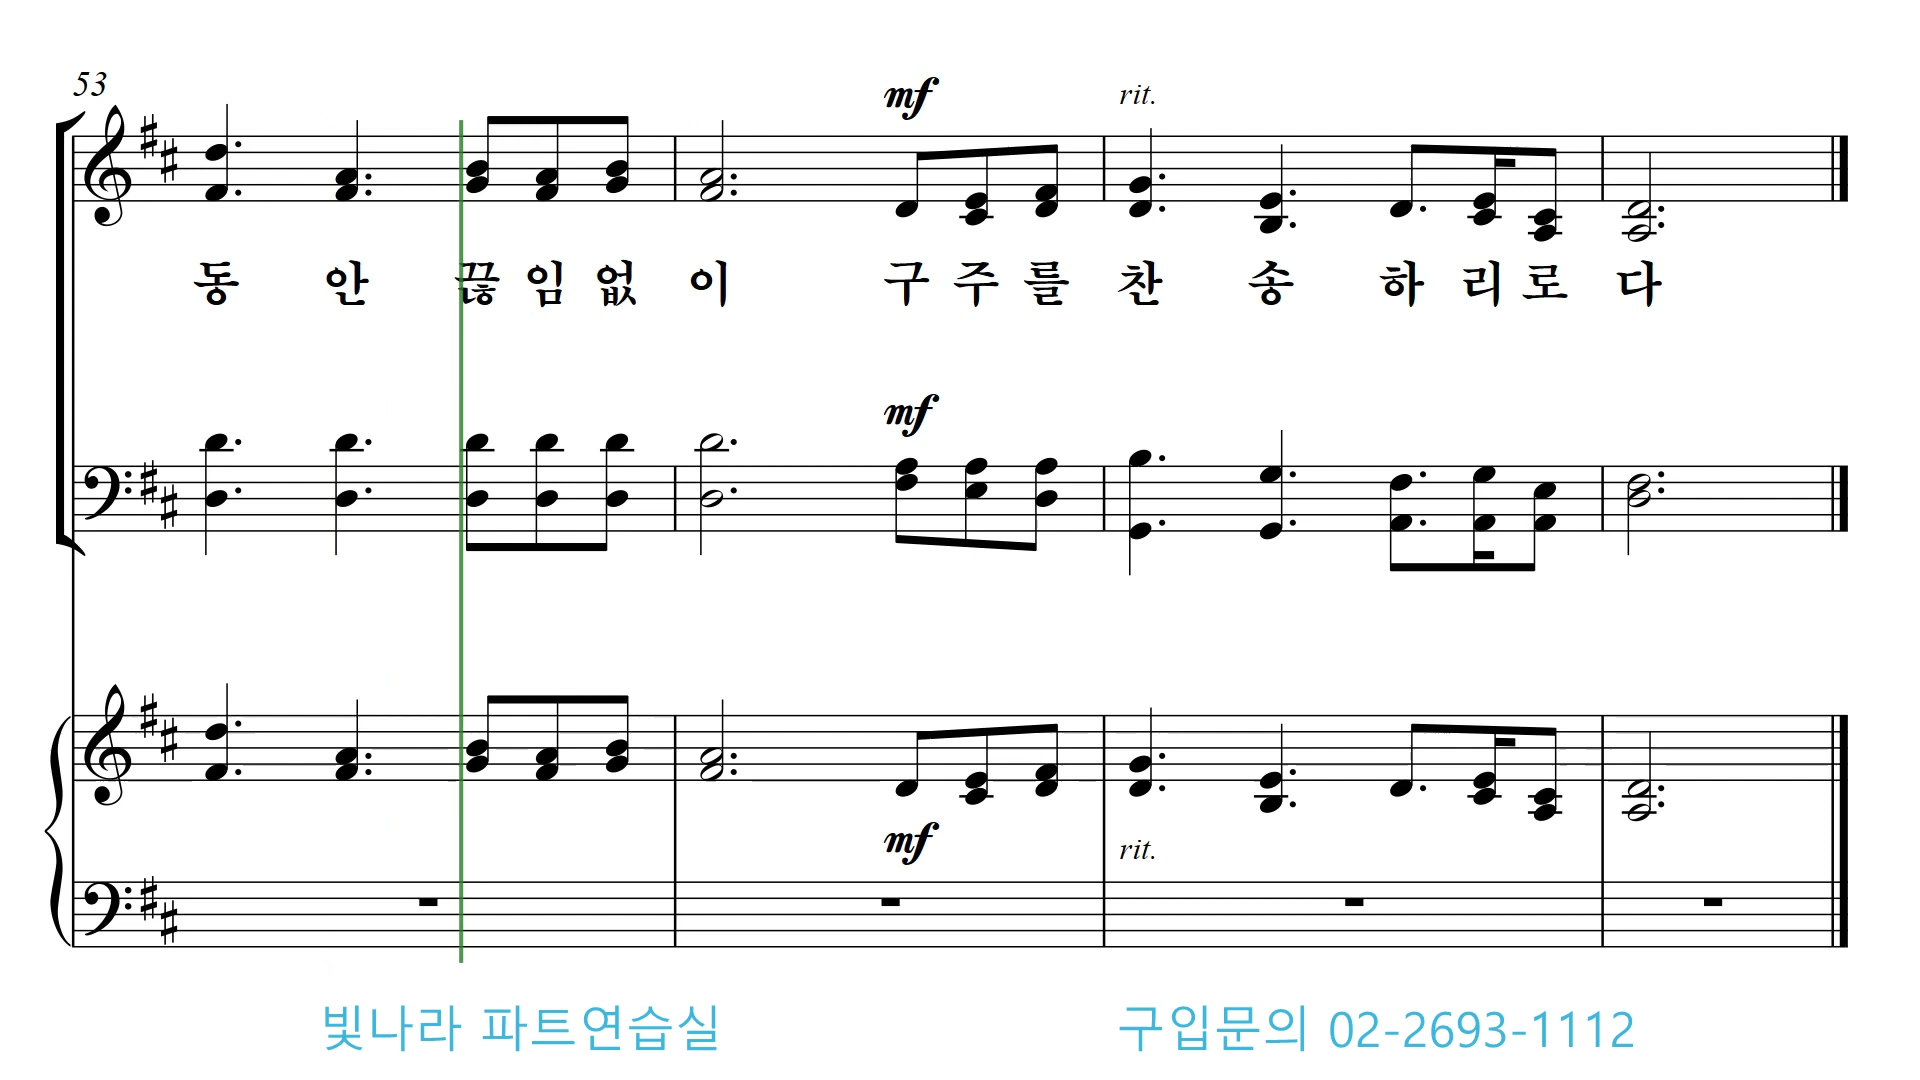 53
mf
rit.
동 안 끊 임 없 이 구 주 를 찬 송 하 리 로 다
mf
mf
rit.
빛나라 파트연습실 구입문의 02-2693-1112